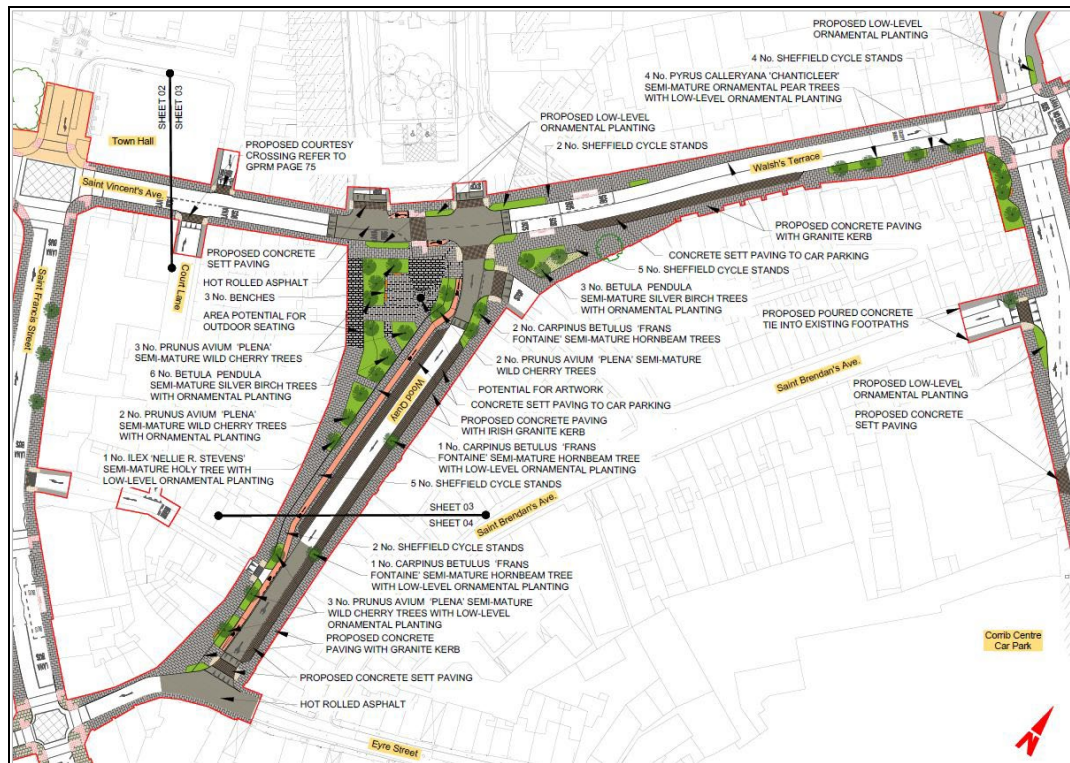 PROPOSED LOW-LEVEL
ORNAMENTAL PLANTING
4 No. SHEFFIELD CYCLE STANDS
4 No. PYRUS CALLERYANA 'CHANTICLEER'
SEMI-MATURE ORNAMENTAL PEAR TREES
WITH LOW-LEVEL ORNAMENTAL PLANTING
SHEET 02
SHEET 03
PROPOSED LOW-LEVEL
ORNAMENTAL PLANTING
2 No. SHEFFIELD CYCLE STANDS
Town Hall
PROPOSED COURTESY
CROSSING REFER TO
GPRM PAGE 75
Walsh's Terrace
Saint Vincent's Ave.
PROPOSED CONCRETE PAVING
WITH GRANITE KERB
CONCRETE SETT PAVING TO CAR PARKING
5 No. SHEFFIELD CYCLE STANDS
Saint Francis Street
Court Lane
PROPOSED CONCRETE
SETT PAVING
HOT ROLLED ASPHALT
3 No. BENCHES
AREA POTENTIAL FOR
OUTDOOR SEATING
3 No. BETULA PENDULA
SEMI-MATURE SILVER BIRCH TREES
WITH ORNAMENTAL PLANTING
PROPOSED POURED CONCRETE
TIE INTO EXISTING FOOTPATHS
2 No. CARPINUS BETULUS 'FRANS
FONTAINE' SEMI-MATURE HORNBEAM TREES
3 No. PRUNUS AVIUM 'PLENA'
SEMI-MATURE WILD CHERRY TREES
2 No. PRUNUS AVIUM 'PLENA' SEMI-MATURE
WILD CHERRY TREES
6 No. BETULA PENDULA
SEMI-MATURE SILVER BIRCH TREES
WITH ORNAMENTAL PLANTING
Wood Quay
POTENTIAL FOR ARTWORK
Saint Brendan's Ave.
PROPOSED LOW-LEVEL
ORNAMENTAL PLANTING
CONCRETE SETT PAVING TO CAR PARKING
PROPOSED CONCRETE PAVING
WITH IRISH GRANITE KERB
PROPOSED CONCRETE
SETT PAVING
2 No. PRUNUS AVIUM 'PLENA'
SEMI-MATURE WILD CHERRY TREES
WITH ORNAMENTAL PLANTING
1 No. CARPINUS BETULUS 'FRANS
FONTAINE' SEMI-MATURE HORNBEAM TREE
WITH LOW-LEVEL ORNAMENTAL PLANTING
1 No. ILEX 'NELLIE R. STEVENS'
SEMI-MATURE HOLY TREE WITH
LOW-LEVEL ORNAMENTAL PLANTING
5 No. SHEFFIELD CYCLE STANDS
SHEET 03
SHEET 04
Saint Brendan's Ave.
2 No. SHEFFIELD CYCLE STANDS
1 No. CARPINUS BETULUS 'FRANS
FONTAINE' SEMI-MATURE HORNBEAM TREE
WITH LOW-LEVEL ORNAMENTAL PLANTING
3 No. PRUNUS AVIUM 'PLENA' SEMI-MATURE
WILD CHERRY TREES WITH LOW-LEVEL
ORNAMENTAL PLANTING
PROPOSED CONCRETE
PAVING WITH GRANITE KERB
PROPOSED CONCRETE SETT PAVING
HOT ROLLED ASPHALT
Corrib Centre
Car Park
Eyre Street
N